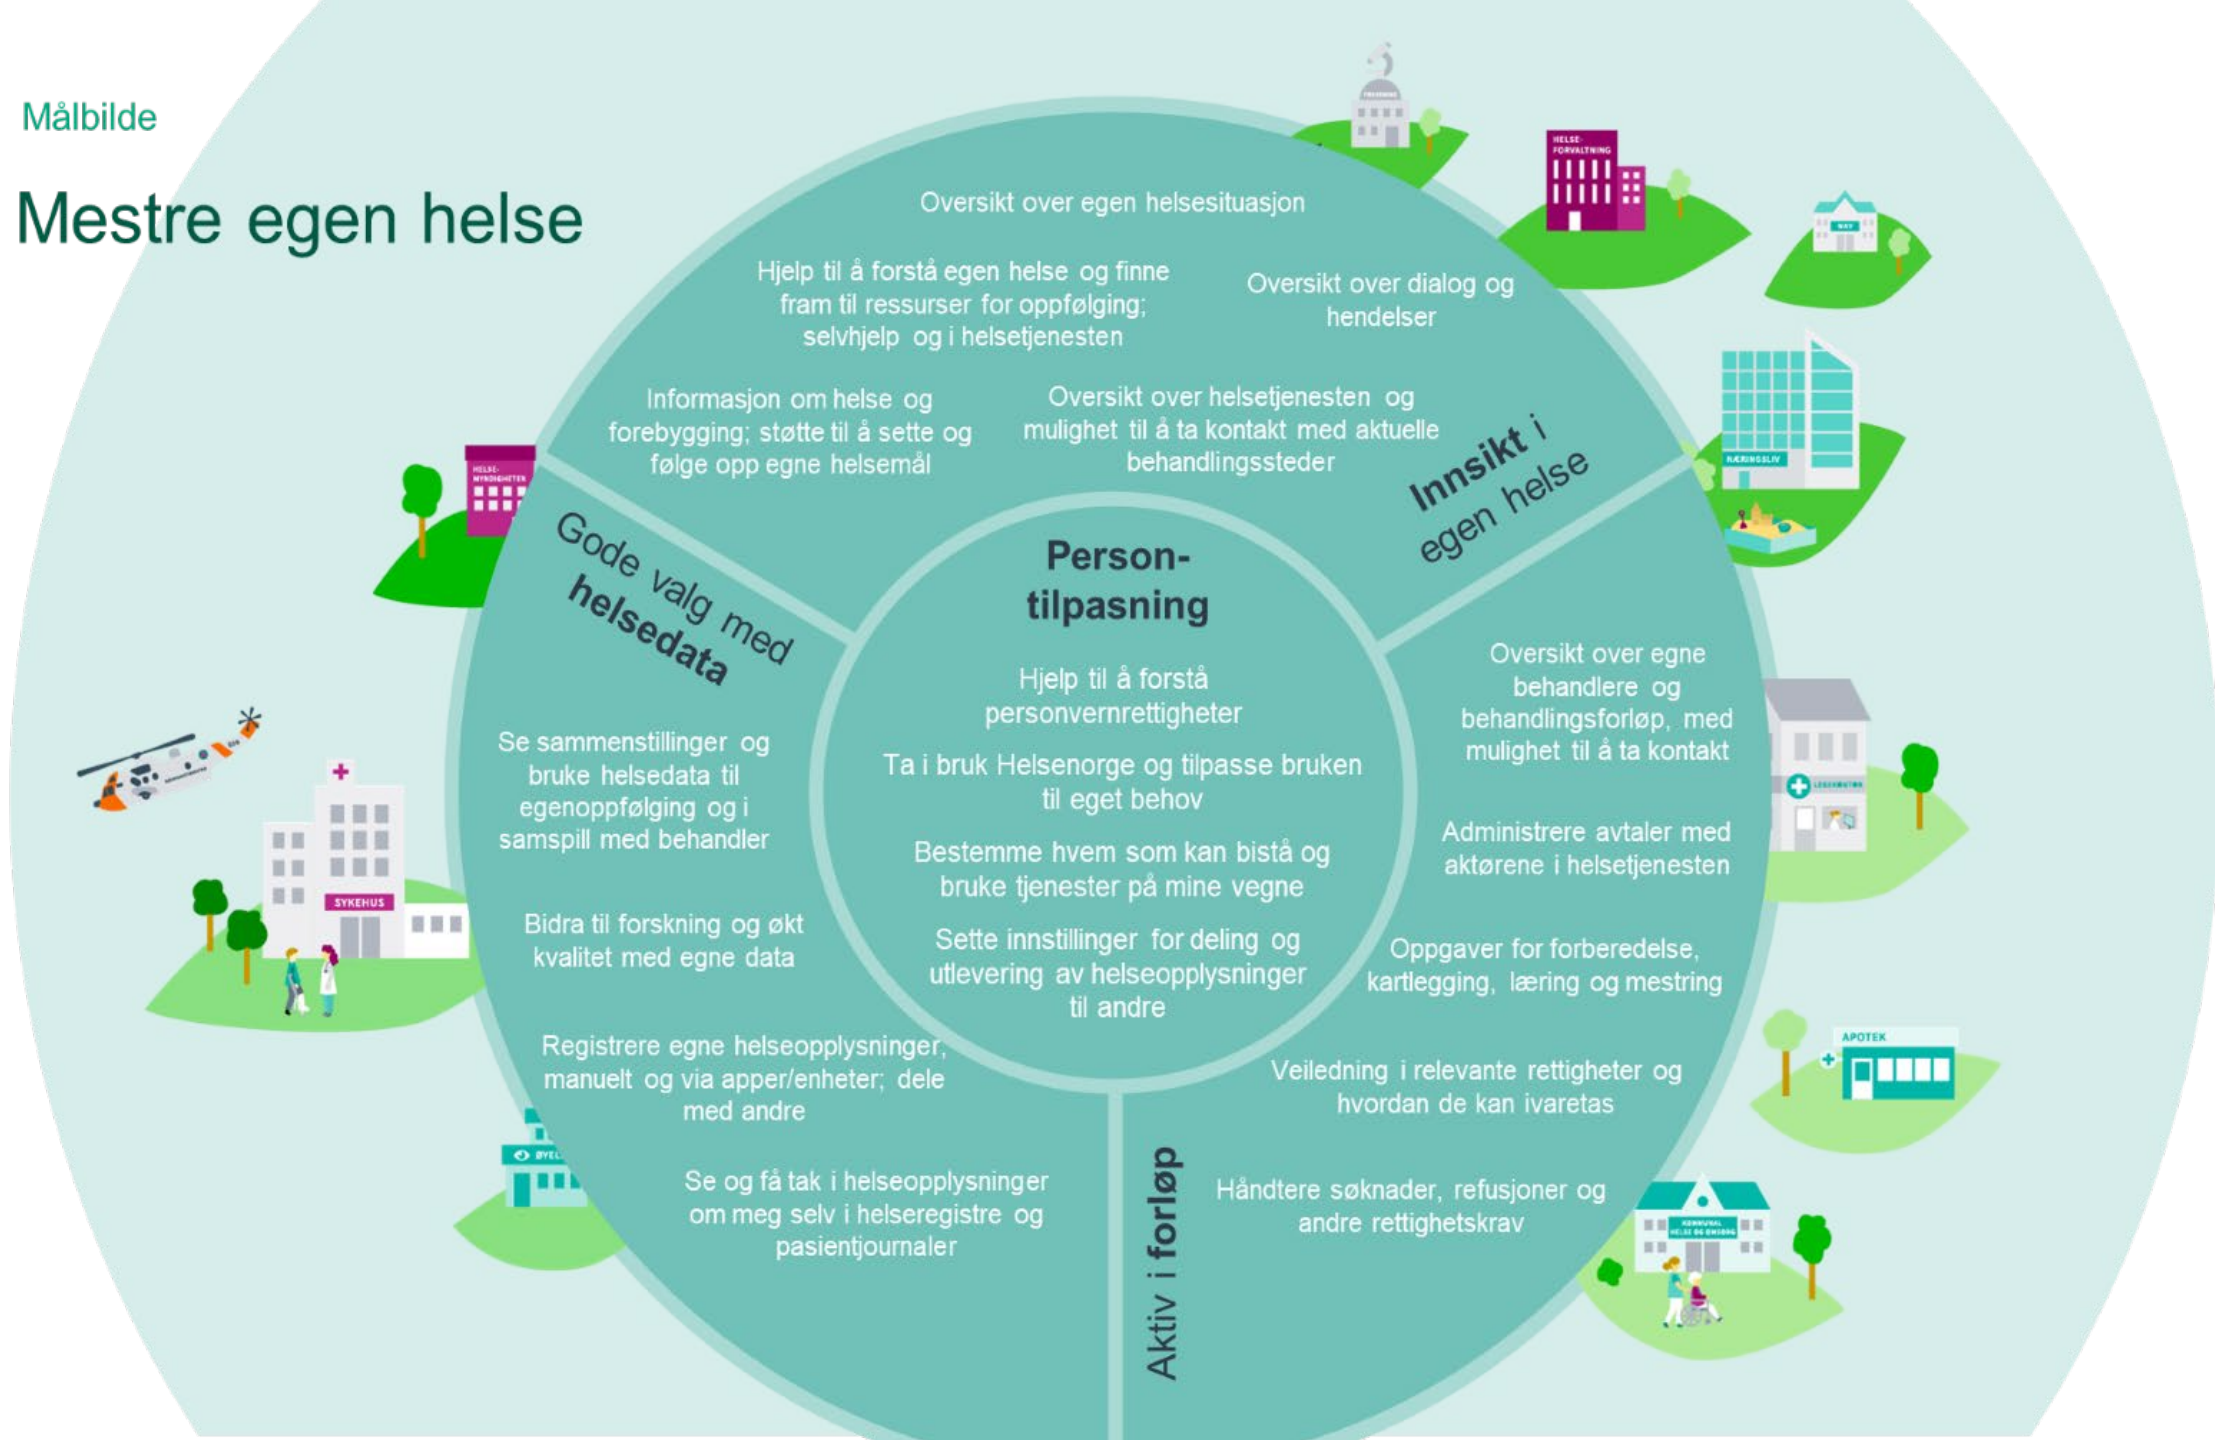 Målbilde
Mestre egen helse
Oversikt over egen helsesituasjon
Hjelp til å forstå egen helse og finne
fram til ressurser for oppfølging;
selvhjelp og i helsetjenesten
Oversikt over dialog og
hendelser
Informasjon om helse og
forebygging; støtte til å sette og
følge opp egne helsemål
Oversikt over helsetjenesten og
mulighet til å ta kontakt med aktuelle
behandlingssteder
Innsikt i
egen helse
Gode valg med
helsedata
Person-
tilpasning
Hjelp til å forstå
personvernrettigheter
Ta i bruk Helsenorge og tilpasse bruken
til eget behov
Bestemme hvem som kan bistå og
bruke tjenester på mine vegne
Sette innstillinger for deling og
utlevering av helseopplysninger
til andre
Se sammenstillinger og
bruke helsedata til
egenoppfølging og i
samspill med behandler
Bidra til forskning og økt
kvalitet med egne data
Registrere egne helseopplysninger,
manuelt og via apper/enheter; dele
med andre
Se og få tak i helseopplysninger
om meg selv i helseregistre og
pasientjournaler
Aktiv i forløp
Oversikt over egne
behandlere og
behandlingsforløp, med
mulighet til å ta kontakt
Administrere avtaler med
aktørene i helsetjenesten
Oppgaver for forberedelse,
kartlegging, læring og mestring
Veiledning i relevante rettigheter og
hvordan de kan ivaretas
Håndtere søknader, refusjoner og
andre rettighetskrav
FORSKNING
HELSE-
FORVALTNING
NAV
NÆRINGSLIV
LEGEKONTOR
APOTEK
KOMMUNAL
HELSE OG OMSORG
HELSE-
MYNDIGHETER
SYKEHUS